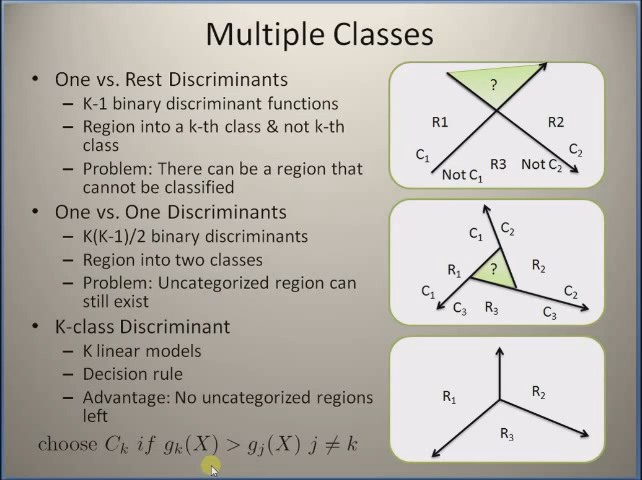 Multiple Classes
• One vs. Rest Discriminants
– K-1 binary discriminant functions
– Region into a k-th class & not k-th
class
– Problem: There can be a region that
cannot be classified
• One vs. One Discriminants
– K(K-1)/2 binary discriminants
– Region into two classes
– Problem: Uncategorized region can
still exist
• K-class Discriminant
– K linear models
– Decision rule
– Advantage: No uncategorized regions
left
choose Cₖ if gₖ(X) > gⱼ(X) j ≠ k
?
R1
R2
C₁
C₂
R3
Not C₁
Not C₂
C₁
C₂
R₁
?
R₂
C₁
C₂
C₃
R₃
C₃
R₁
R₂
R₃